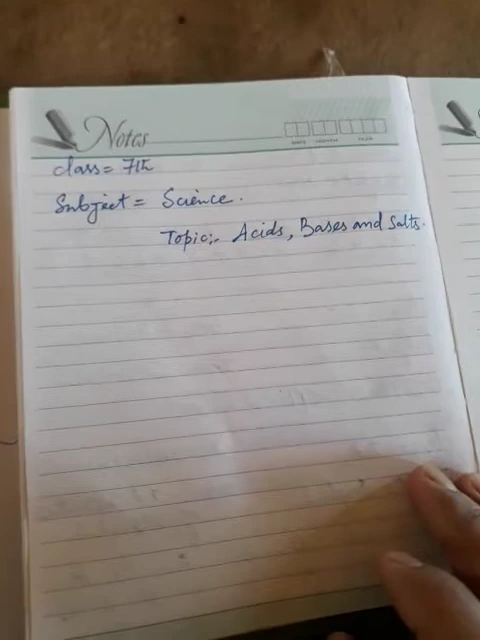 Notes
class = 7th
Subject = Science.
Topic:- Acids, Bases and Salts.